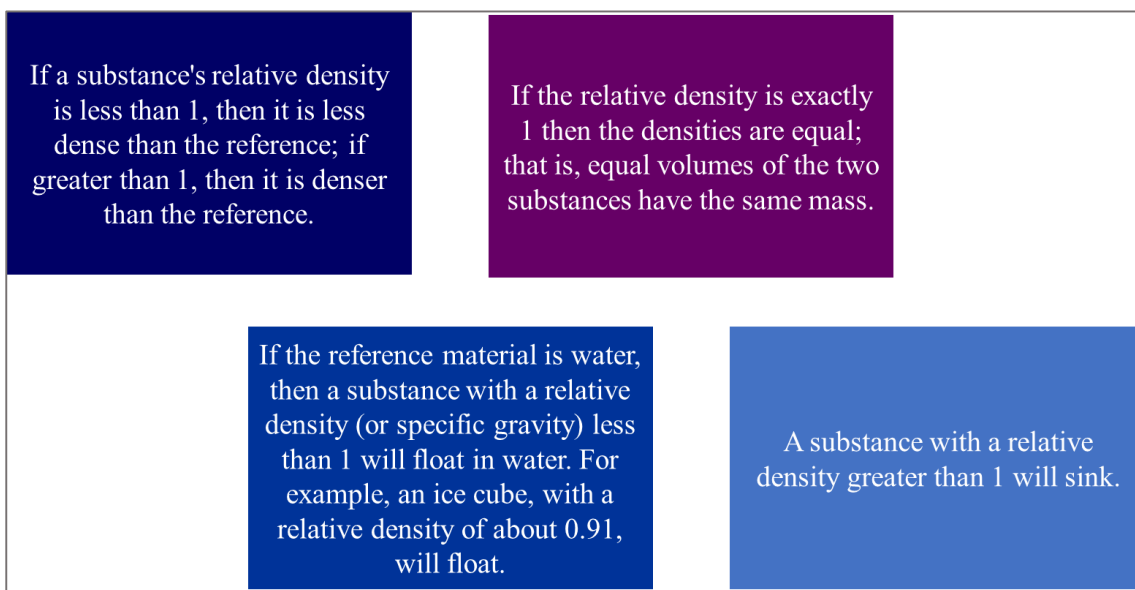 If a substance's relative density
is less than 1, then it is less
dense than the reference; if
greater than 1, then it is denser
than the reference.
If the relative density is exactly
1 then the densities are equal;
that is, equal volumes of the two
substances have the same mass.
If the reference material is water,
then a substance with a relative
density (or specific gravity) less
than 1 will float in water. For
example, an ice cube, with a
relative density of about 0.91,
will float.
A substance with a relative
density greater than 1 will sink.